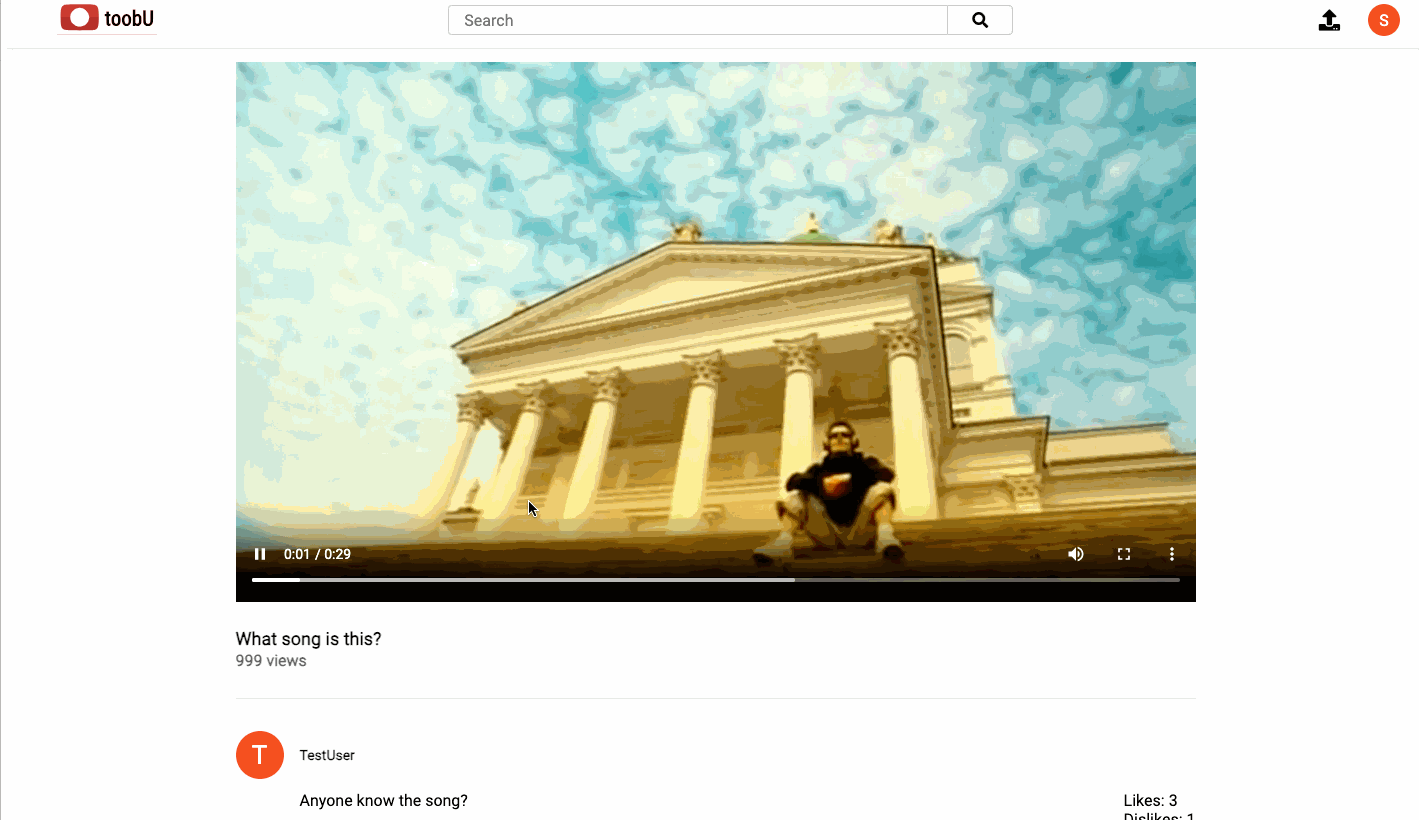 toobU
Search
S
0:01 / 0:29
What song is this?
999 views
T
TestUser
Anyone know the song?
Likes: 3
Dislikes: 1